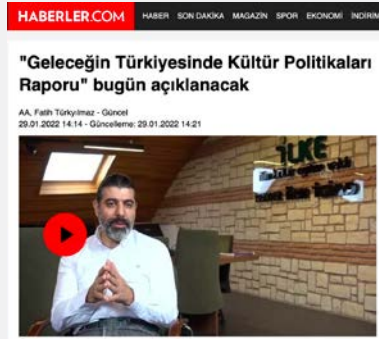 HABERLER.COM HABER SON DAKİKA MAGAZİN SPOR EKONOMİ İNDİRİM
"Geleceğin Türkiyesinde Kültür Politikaları
Raporu" bugün açıklanacak
AA, Fatih Türkyılmaz - Güncel
29.01.2022 14:14 - Güncelleme: 29.01.2022 14:21
İLKE